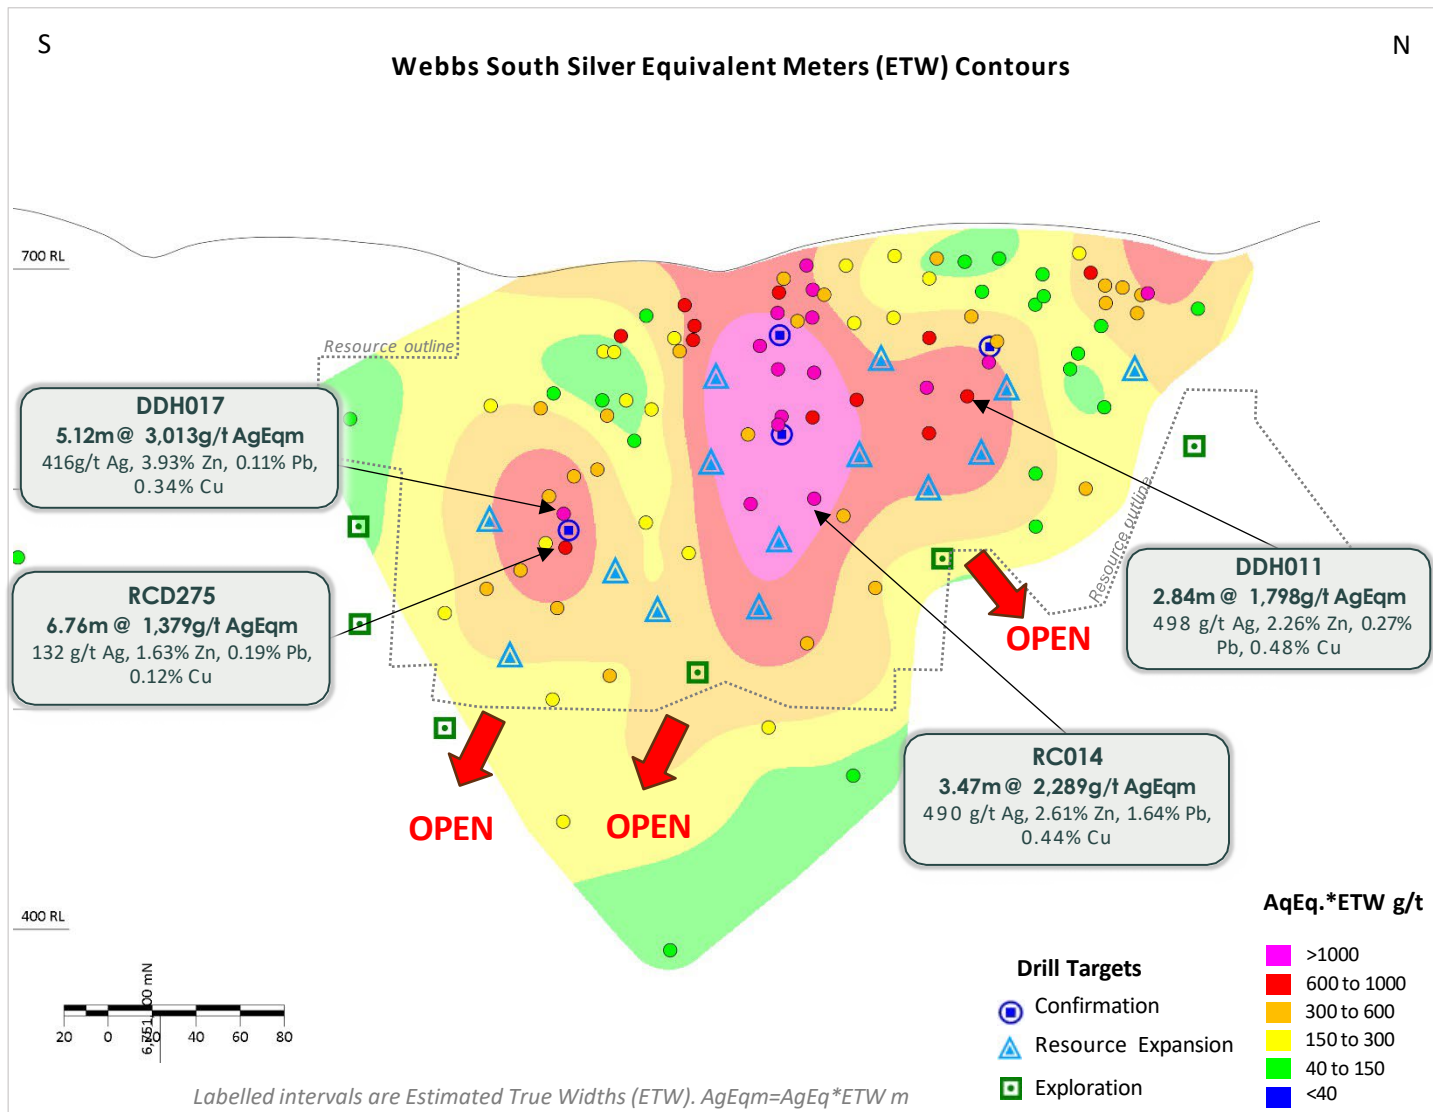 S
N
Webbs South Silver Equivalent Meters (ETW) Contours
700 RL
Resource outline
DDH017
5.12m @ 3,013g/t AgEqm
416g/t Ag, 3.93% Zn, 0.11% Pb,
0.34% Cu
RCD275
6.76m @ 1,379g/t AgEqm
132 g/t Ag, 1.63% Zn, 0.19% Pb,
0.12% Cu
Resource outline
DDH011
2.84m @ 1,798g/t AgEqm
498 g/t Ag, 2.26% Zn, 0.27%
Pb, 0.48% Cu
OPEN
RC014
3.47m @ 2,289g/t AgEqm
490 g/t Ag, 2.61% Zn, 1.64% Pb,
0.44% Cu
OPEN
OPEN
400 RL
AqEq.*ETW g/t
>1000
600 to 1000
300 to 600
150 to 300
40 to 150
<40
Drill Targets
Confirmation
Resource Expansion
Exploration
20 0 20 40 60 80
mN
Labelled intervals are Estimated True Widths (ETW). AgEqm=AgEq*ETW m